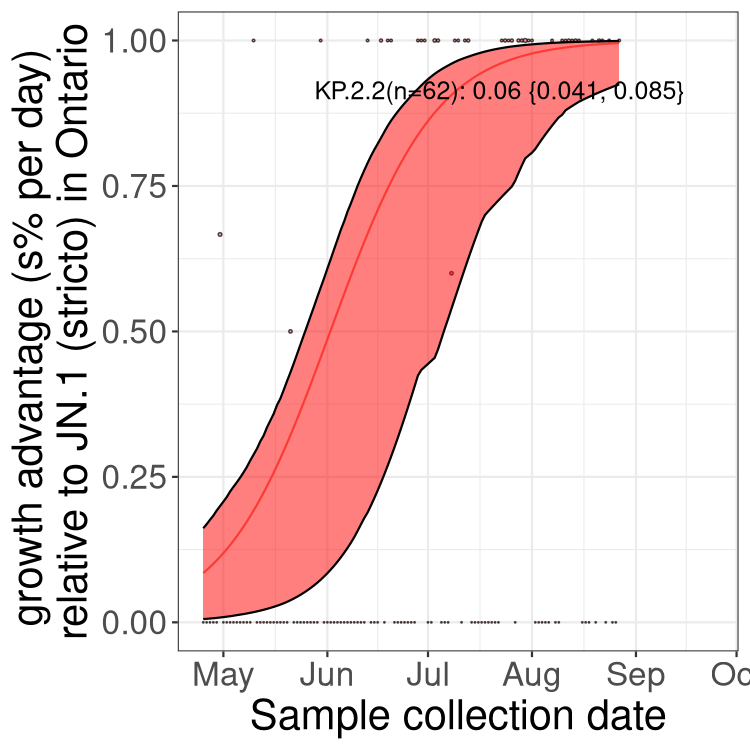 growth advantage (s% per day)
relative to JN.1 (stricto) in Ontario
1.00
0.75
0.50
0.25
0.00
KP.2.2(n=62): 0.06 {0.041, 0.085}
May Jun Jul Aug Sep Oc
Sample collection date